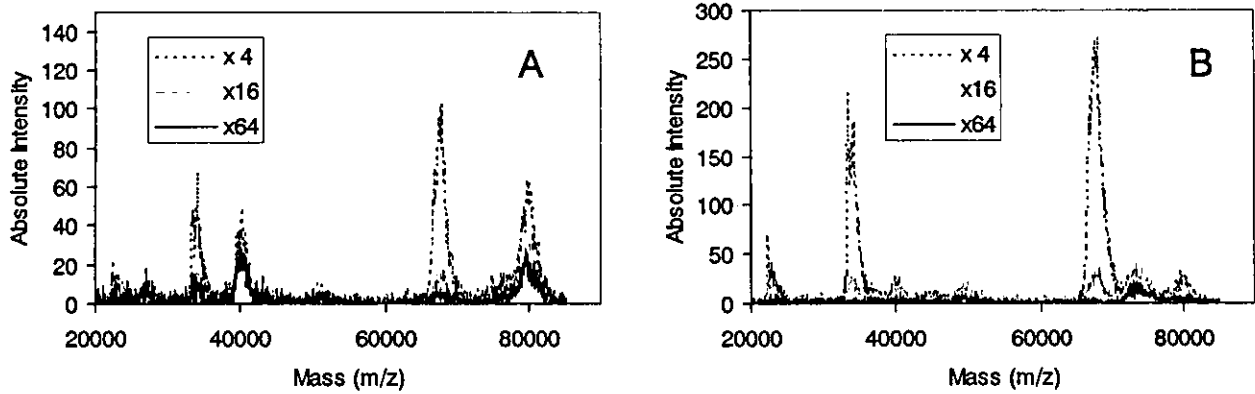 140
120
100
80
60
40
20
0
Absolute Intensity
x 4
x16
x64
A
20000 40000 60000 80000
Mass (m/z)
300
250
200
150
100
50
0
Absolute Intensity
x 4
x16
x64
B
20000 40000 60000 80000
Mass (m/z)